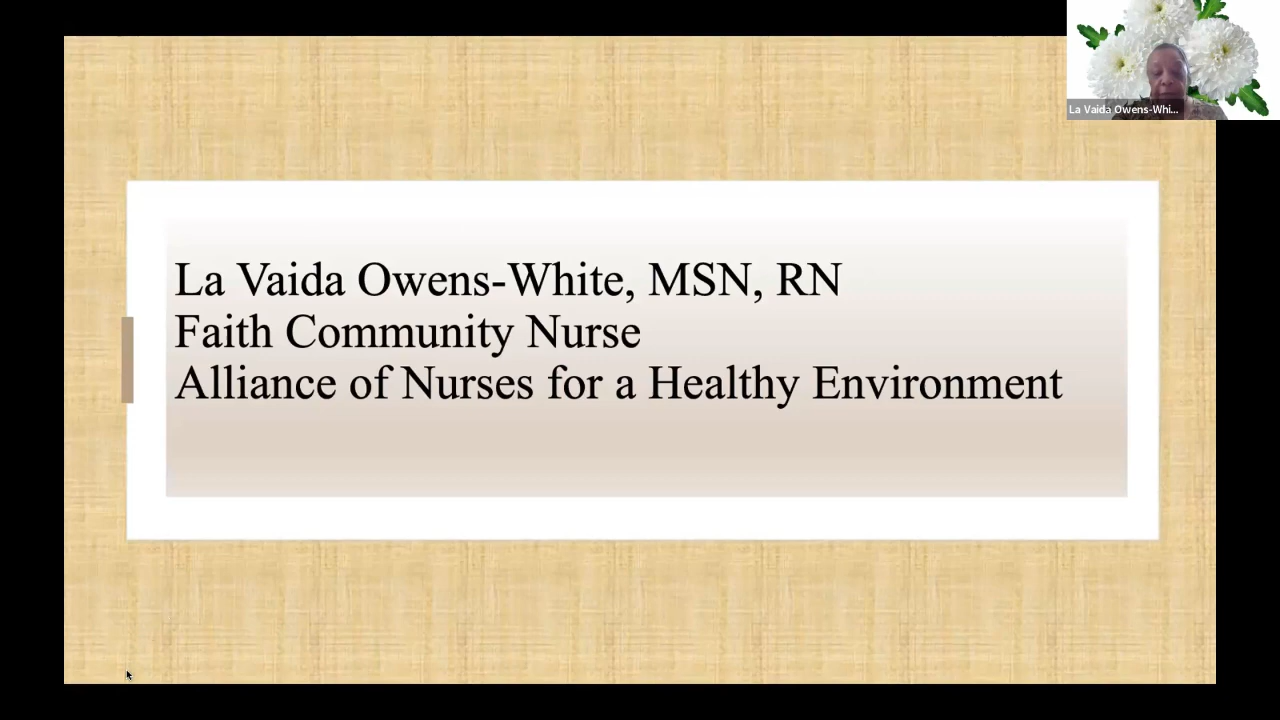 La Vaida Owens-Whi...
La Vaida Owens-White, MSN, RN
Faith Community Nurse
Alliance of Nurses for a Healthy Environment